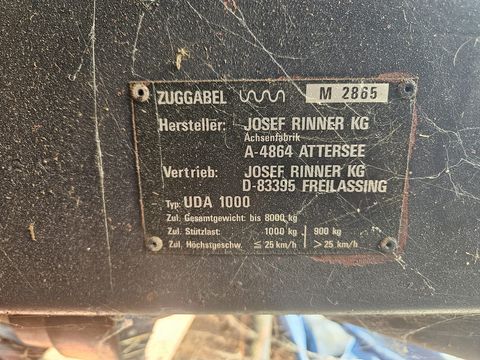 ZUGGABEL M 2865
Hersteller: JOSEF RINNER KG
Achsenfabrik
A-4864 ATTERSEE
Vertrieb: JOSEF RINNER KG
D-83395 FREILASSING
Typ: UDA 1000
Zul. Gesamtgewicht: bis 8000 kg
Zul. Stützlast: 1000 kg 900 kg
Zul. Höchstgeschw. ≤ 25 km/h > 25 km/h